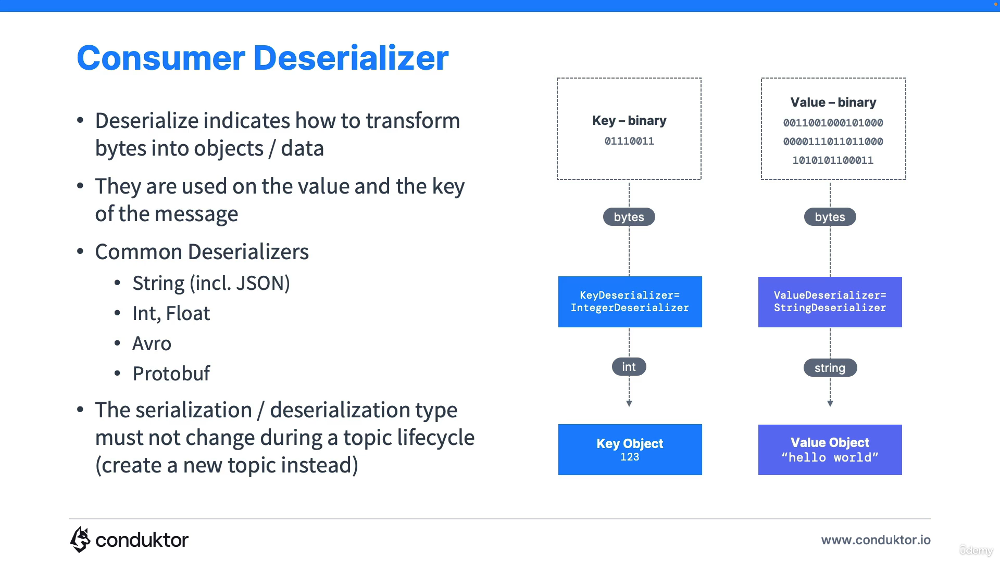 Consumer Deserializer
• Deserialize indicates how to transform
bytes into objects / data
• They are used on the value and the key
of the message
• Common Deserializers
• String (incl. JSON)
• Int, Float
• Avro
• Protobuf
• The serialization / deserialization type
must not change during a topic lifecycle
(create a new topic instead)
Key – binary
01110011
bytes
KeyDeserializer=
IntegerDeserializer
int
Key Object
123
Value – binary
0011001000101000
0000111011011000
1010101100011
bytes
ValueDeserializer=
StringDeserializer
string
Value Object
“hello world”
conduktor
www.conduktor.io
ûdemy